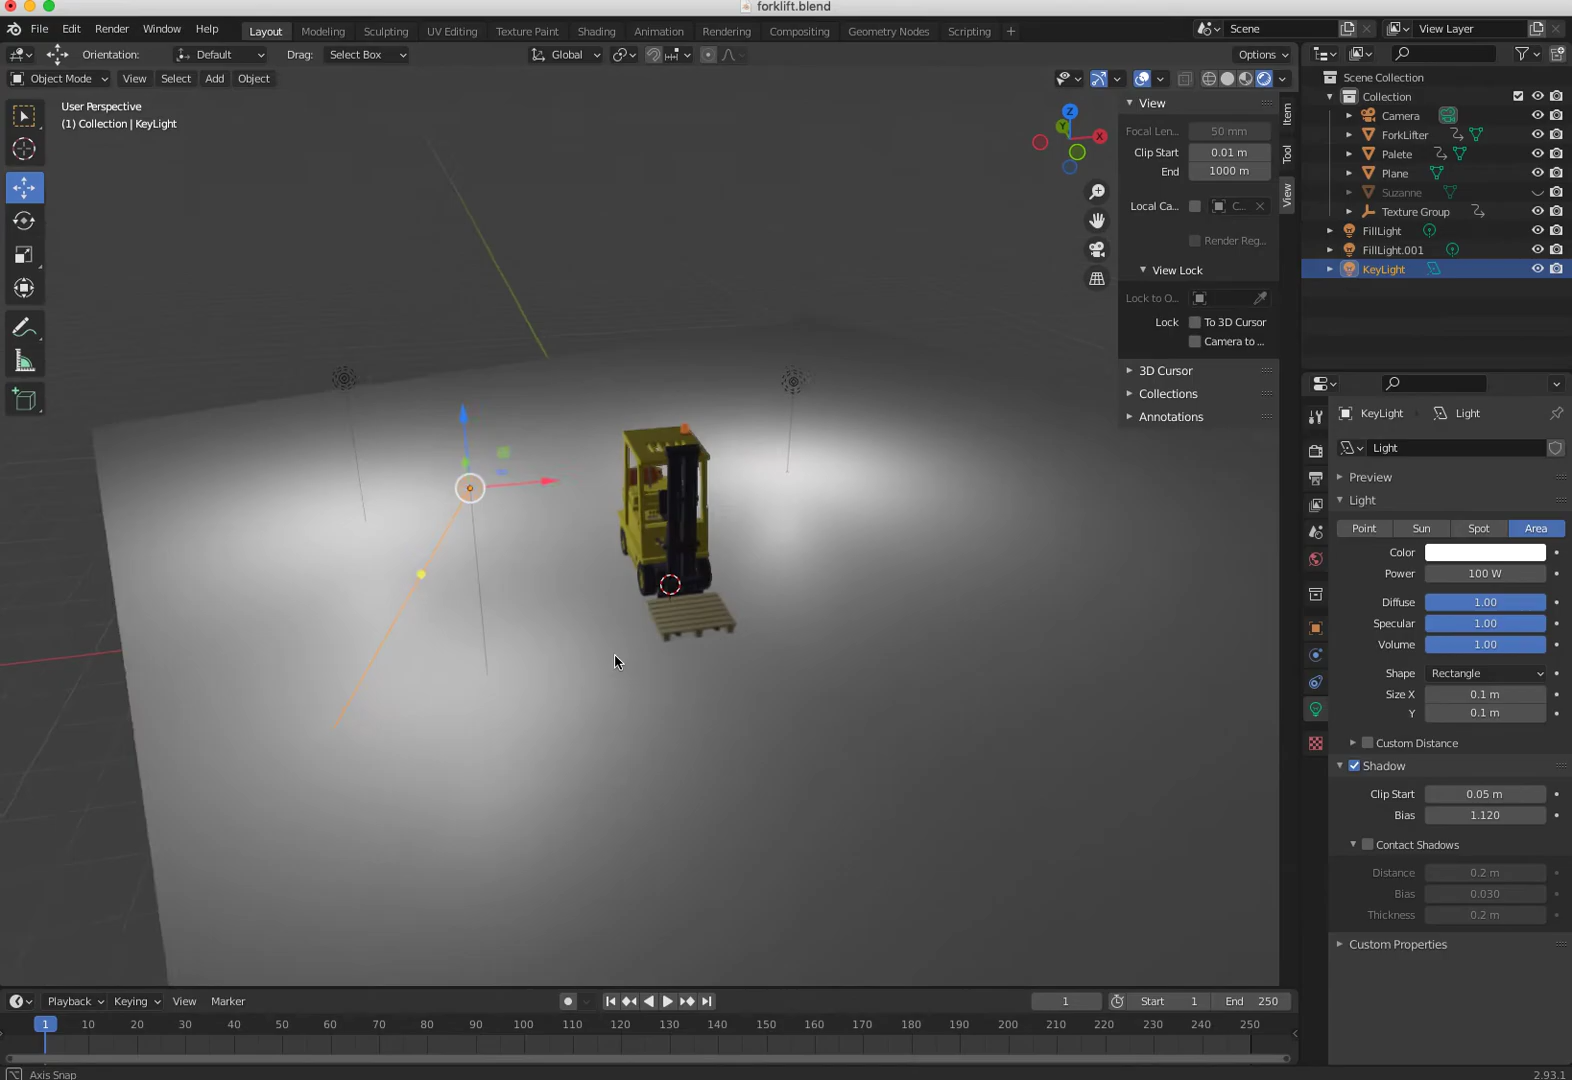 forklift.blend
File Edit Render Window Help Layout Modeling Sculpting UV Editing Texture Paint Shading Animation Rendering Compositing Geometry Nodes Scripting + Scene View Layer
Orientation: Default Drag: Select Box Global Options
Object Mode View Select Add Object
User Perspective
(1) Collection | KeyLight
Z
Y
X
View
Focal Len... 50 mm
Clip Start 0.01 m
End 1000 m
Local Ca... C...
Render Reg...
View Lock
Lock to O...
Lock To 3D Cursor
Camera to ...
3D Cursor
Collections
Annotations
Item
Tool
View
Scene Collection
Collection
Camera
ForkLifter
Palete
Plane
Suzanne
Texture Group
FillLight
FillLight.001
KeyLight
KeyLight Light
Light
Preview
Light
Point Sun Spot Area
Color
Power 100 W
Diffuse 1.00
Specular 1.00
Volume 1.00
Shape Rectangle
Size X 0.1 m
Y 0.1 m
Custom Distance
Shadow
Clip Start 0.05 m
Bias 1.120
Contact Shadows
Distance 0.2 m
Bias 0.030
Thickness 0.2 m
Custom Properties
Playback Keying View Marker 1 Start 1 End 250
1 10 20 30 40 50 60 70 80 90 100 110 120 130 140 150 160 170 180 190 200 210 220 230 240 250
Axis Snap 2.93.1